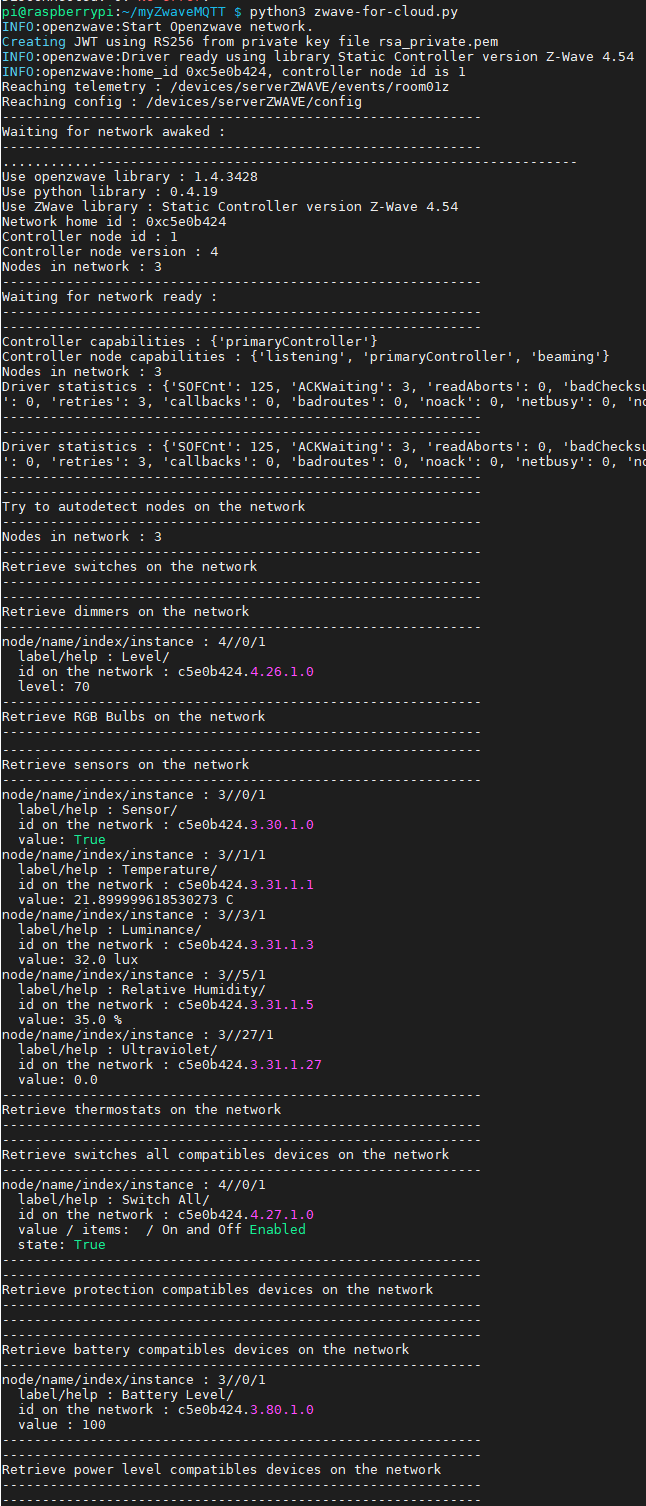 pi@raspberrypi:~/myZwaveMQTT $ python3 zwave-for-cloud.py
INFO:openzwave:Start Openzwave network.
Creating JWT using RS256 from private key file rsa_private.pem
INFO:openzwave:Driver ready using library Static Controller version Z-Wave 4.54
INFO:openzwave:home_id 0xc5e0b424, controller node id is 1
Reaching telemetry : /devices/serverZWAVE/events/room01z
Reaching config : /devices/serverZWAVE/config
------------------------------------------------------------
Waiting for network awaked :
------------------------------------------------------------
............------------------------------------------------------------
Use openzwave library : 1.4.3428
Use python library : 0.4.19
Use ZWave library : Static Controller version Z-Wave 4.54
Network home id : 0xc5e0b424
Controller node id : 1
Controller node version : 4
Nodes in network : 3
------------------------------------------------------------
Waiting for network ready :
------------------------------------------------------------
------------------------------------------------------------
Controller capabilities : {'primaryController'}
Controller node capabilities : {'listening', 'primaryController', 'beaming'}
Nodes in network : 3
Driver statistics : {'SOFCnt': 125, 'ACKWaiting': 3, 'readAborts': 0, 'badChecksu
': 0, 'retries': 3, 'callbacks': 0, 'badroutes': 0, 'noack': 0, 'netbusy': 0, 'no
------------------------------------------------------------
------------------------------------------------------------
Driver statistics : {'SOFCnt': 125, 'ACKWaiting': 3, 'readAborts': 0, 'badChecksu
': 0, 'retries': 3, 'callbacks': 0, 'badroutes': 0, 'noack': 0, 'netbusy': 0, 'no
------------------------------------------------------------
------------------------------------------------------------
Try to autodetect nodes on the network
------------------------------------------------------------
Nodes in network : 3
------------------------------------------------------------
Retrieve switches on the network
------------------------------------------------------------
------------------------------------------------------------
Retrieve dimmers on the network
------------------------------------------------------------
node/name/index/instance : 4//0/1
label/help : Level/
id on the network : c5e0b424.4.26.1.0
level: 70
------------------------------------------------------------
Retrieve RGB Bulbs on the network
------------------------------------------------------------
------------------------------------------------------------
Retrieve sensors on the network
------------------------------------------------------------
node/name/index/instance : 3//0/1
label/help : Sensor/
id on the network : c5e0b424.3.30.1.0
value: True
node/name/index/instance : 3//1/1
label/help : Temperature/
id on the network : c5e0b424.3.31.1.1
value: 21.899999618530273 C
node/name/index/instance : 3//3/1
label/help : Luminance/
id on the network : c5e0b424.3.31.1.3
value: 32.0 lux
node/name/index/instance : 3//5/1
label/help : Relative Humidity/
id on the network : c5e0b424.3.31.1.5
value: 35.0 %
node/name/index/instance : 3//27/1
label/help : Ultraviolet/
id on the network : c5e0b424.3.31.1.27
value: 0.0
------------------------------------------------------------
Retrieve thermostats on the network
------------------------------------------------------------
------------------------------------------------------------
Retrieve switches all compatibles devices on the network
------------------------------------------------------------
node/name/index/instance : 4//0/1
label/help : Switch All/
id on the network : c5e0b424.4.27.1.0
value / items:  / On and Off Enabled
state: True
------------------------------------------------------------
------------------------------------------------------------
Retrieve protection compatibles devices on the network
------------------------------------------------------------
------------------------------------------------------------
------------------------------------------------------------
Retrieve battery compatibles devices on the network
------------------------------------------------------------
node/name/index/instance : 3//0/1
label/help : Battery Level/
id on the network : c5e0b424.3.80.1.0
value : 100
------------------------------------------------------------
------------------------------------------------------------
Retrieve power level compatibles devices on the network
------------------------------------------------------------
------------------------------------------------------------